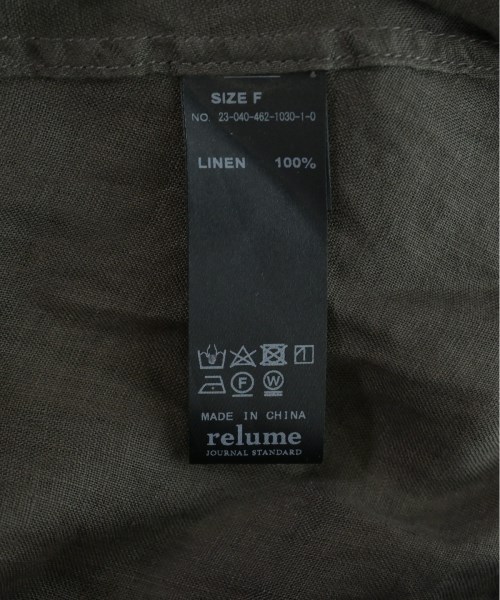 SIZE F
NO. 23-040-462-1030-1-0
LINEN 100%
F W
MADE IN CHINA
relume
JOURNAL STANDARD